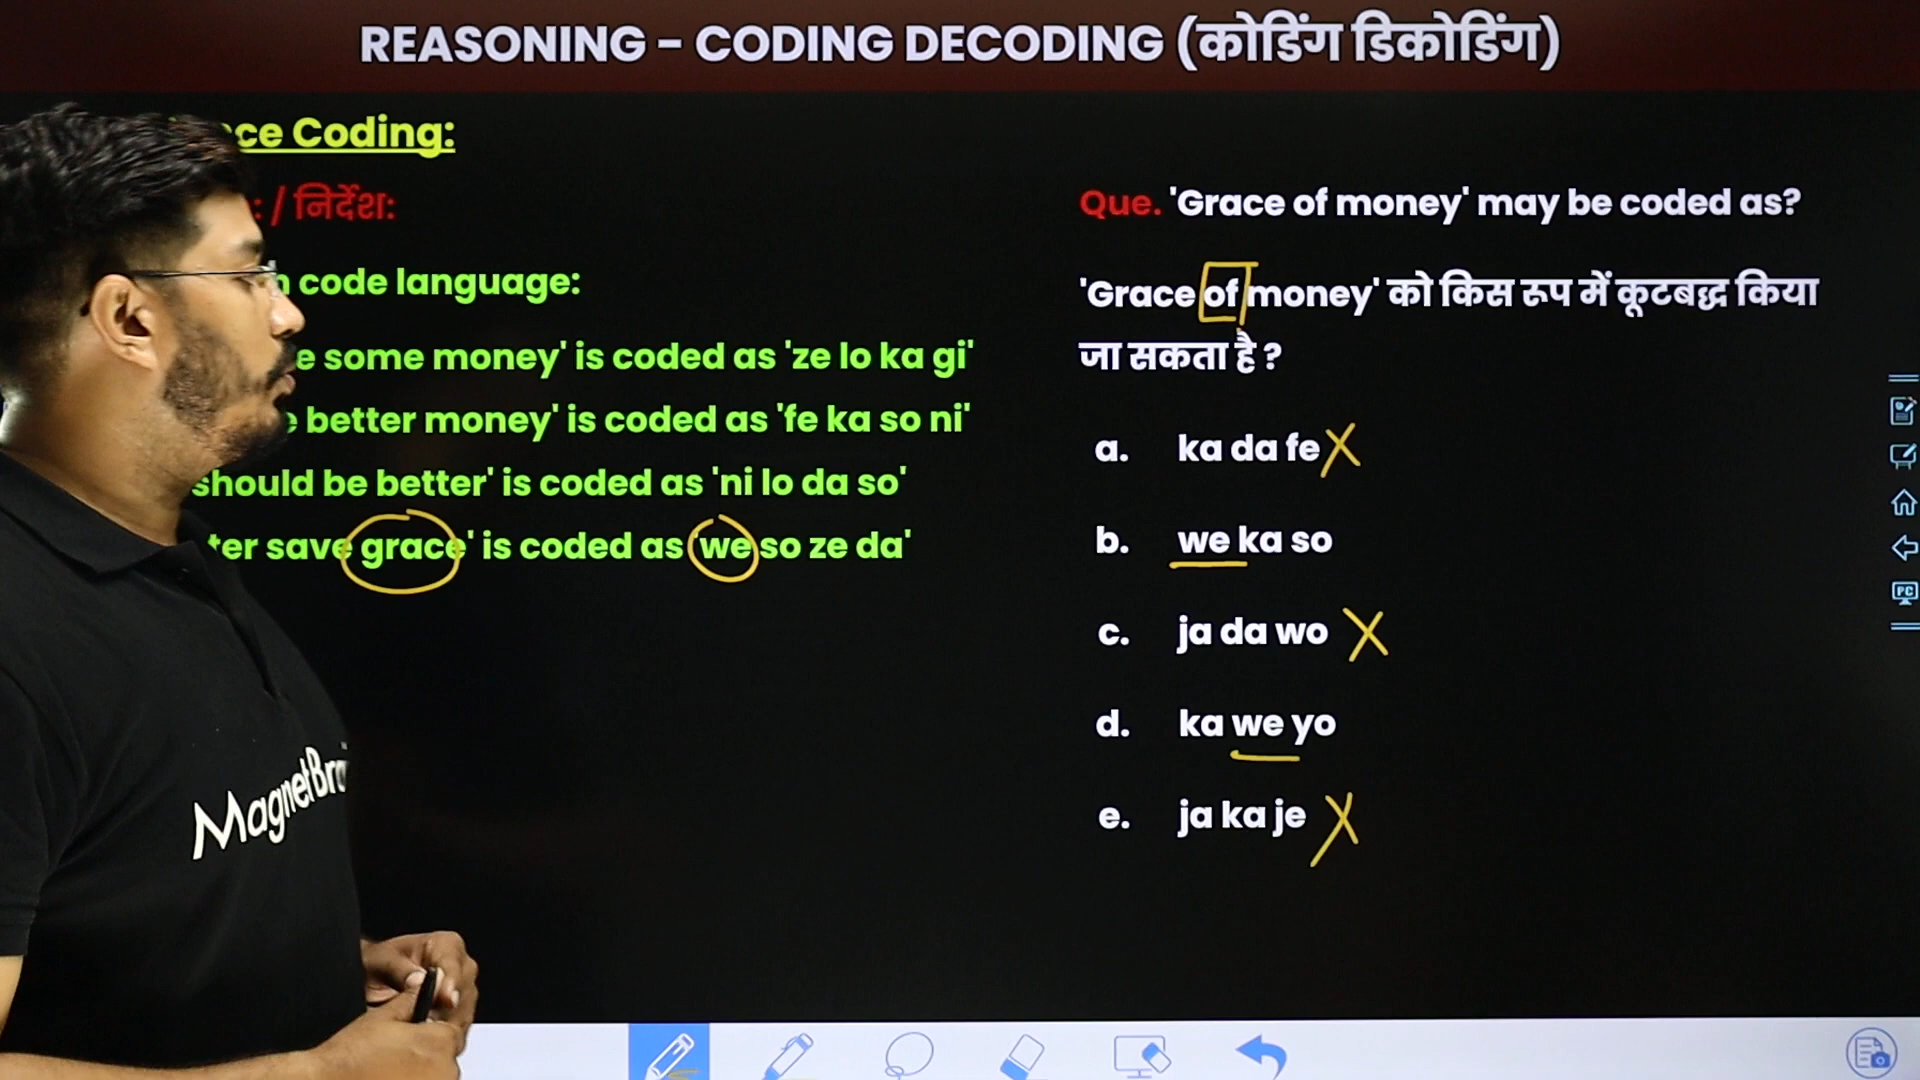 REASONING - CODING DECODING (कोडिंग डिकोडिंग)
Coding:
: / निर्देश:
code language:
some money' is coded as 'ze lo ka gi'
better money' is coded as 'fe ka so ni'
should be better' is coded as 'ni lo da so'
save grace' is coded as 'we so ze da'
Que. 'Grace of money' may be coded as?
'Grace of money' को किस रूप में कूटबद्ध किया
जा सकता है ?
a. ka da fe
b. we ka so
c. ja da wo
d. ka we yo
e. ja ka je
MagnetBra
PC